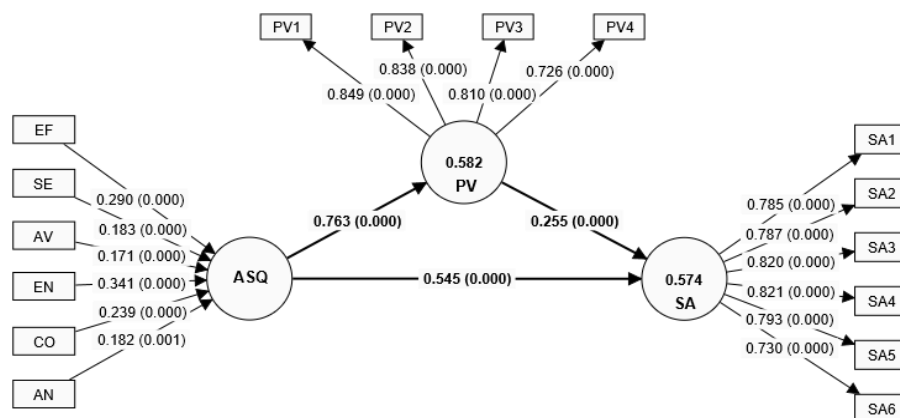 PV1
PV2
PV3
PV4
0.849 (0.000)
0.838 (0.000)
0.810 (0.000)
0.726 (0.000)
EF
SE
AV
EN
CO
AN
0.290 (0.000)
0.183 (0.000)
0.171 (0.000)
0.341 (0.000)
0.239 (0.000)
0.182 (0.001)
ASQ
0.763 (0.000)
0.582
PV
0.255 (0.000)
0.545 (0.000)
0.574
SA
0.785 (0.000)
0.787 (0.000)
0.820 (0.000)
0.821 (0.000)
0.793 (0.000)
0.730 (0.000)
SA1
SA2
SA3
SA4
SA5
SA6